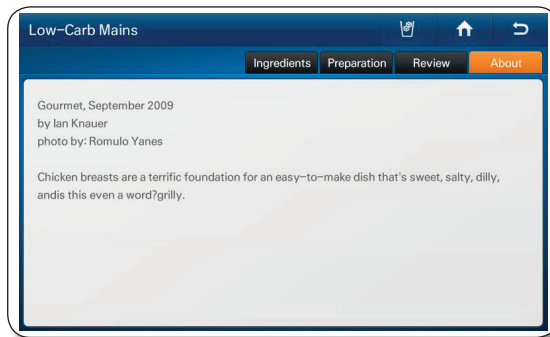 Low-Carb Mains
Ingredients Preparation Review About
Gourmet, September 2009
by Ian Knauer
photo by: Romulo Yanes
Chicken breasts are a terrific foundation for an easy-to-make dish that's sweet, salty, dilly,
andis this even a word?grilly.